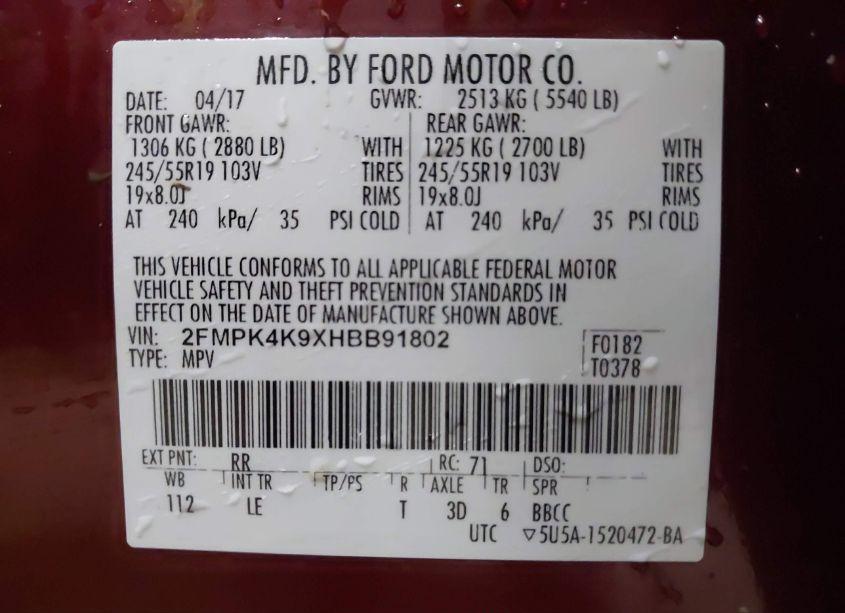 MFD. BY FORD MOTOR CO.
DATE: 04/17 GVWR: 2513 KG ( 5540 LB)
FRONT GAWR: REAR GAWR:
1306 KG ( 2880 LB) WITH 1225 KG ( 2700 LB) WITH
245/55R19 103V TIRES 245/55R19 103V TIRES
19x8.0J RIMS 19x8.0J RIMS
AT 240 kPa/ 35 PSI COLD AT 240 kPa/ 35 PSI COLD
THIS VEHICLE CONFORMS TO ALL APPLICABLE FEDERAL MOTOR
VEHICLE SAFETY AND THEFT PREVENTION STANDARDS IN
EFFECT ON THE DATE OF MANUFACTURE SHOWN ABOVE.
VIN: 2FMPK4K9XHBB91802 F0182
TYPE: MPV T0378
EXT PNT: RR RC: 71 DSO:
WB INT TR TP/PS R AXLE TR SPR
112 LE T 3D 6 BBCC
UTC ▽5U5A-1520472-BA